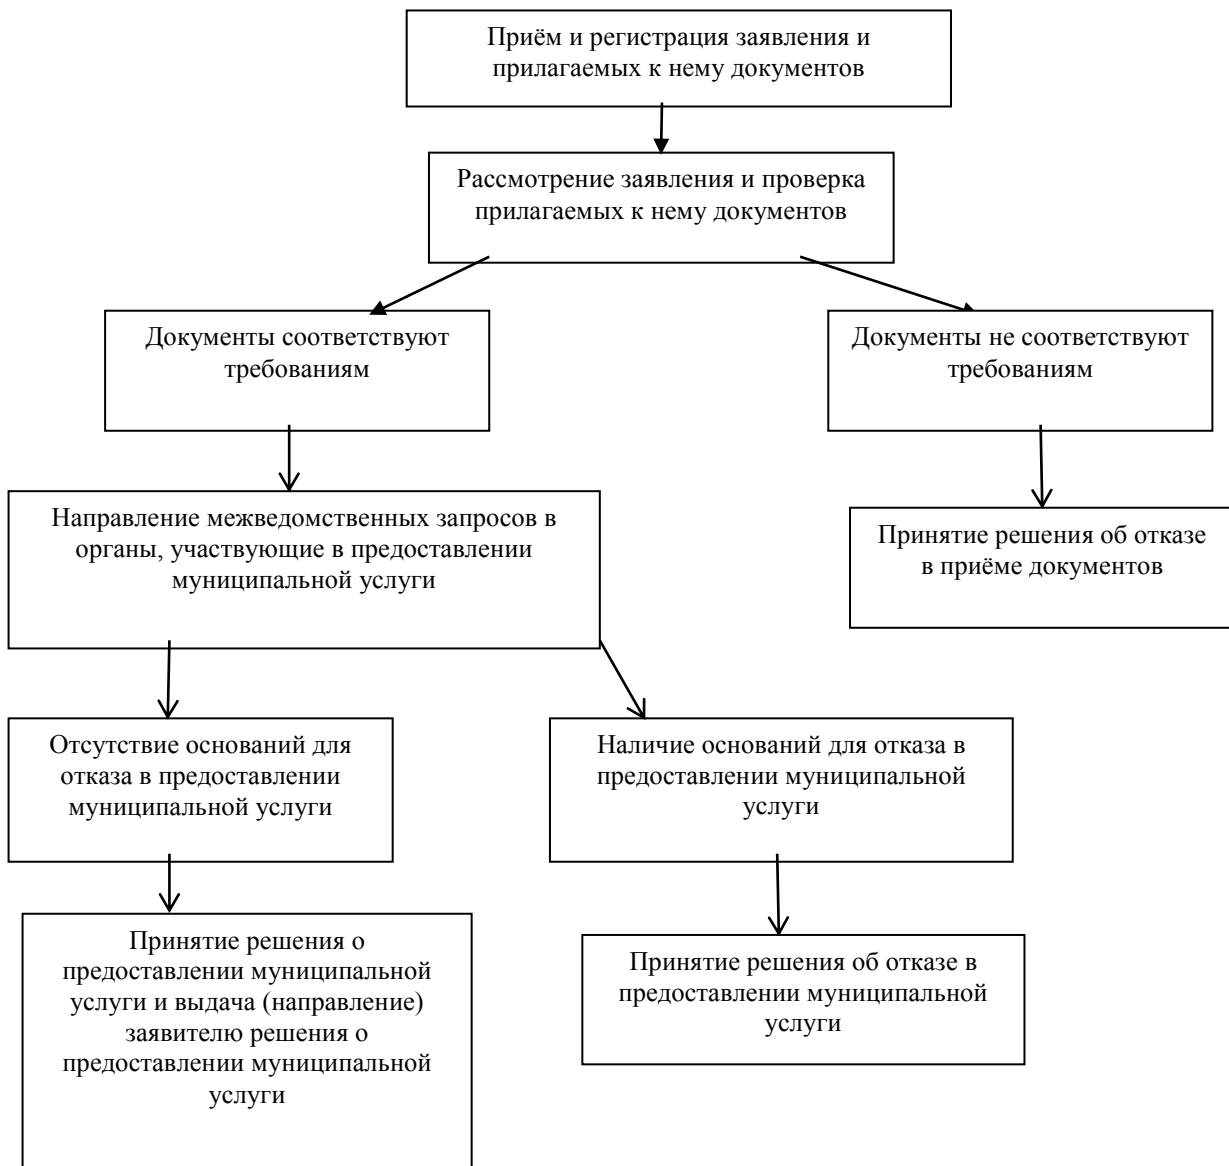 Приём и регистрация заявления и
прилагаемых к нему документов
Рассмотрение заявления и проверка
прилагаемых к нему документов
Документы соответствуют
требованиям
Документы не соответствуют
требованиям
Направление межведомственных запросов в
органы, участвующие в предоставлении
муниципальной услуги
Принятие решения об отказе
в приёме документов
Отсутствие оснований для
отказа в предоставлении
муниципальной услуги
Наличие оснований для отказа в
предоставлении муниципальной
услуги
Принятие решения о
предоставлении муниципальной
услуги и выдача (направление)
заявителю решения о
предоставлении муниципальной
услуги
Принятие решения об отказе в
предоставлении муниципальной
услуги